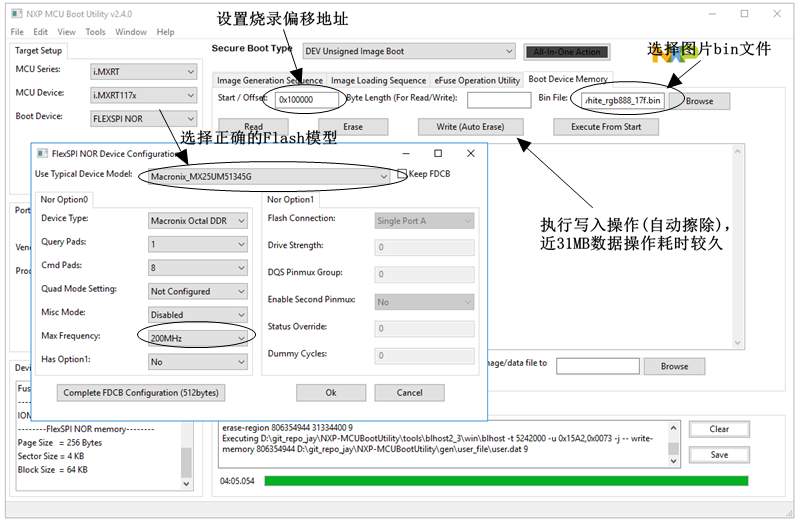 NXP MCU Boot Utility v2.4.0
File Edit View Tools Window Help
设置烧录偏移地址
Target Setup
MCU Series: i.MXRT
MCU Device: i.MXRT117x
Boot Device: FLEXSPI NOR
Secure Boot Type DEV Unsigned Image Boot All-In-One Action
NXP
选择图片bin文件
Image Generation Sequence Image Loading Sequence eFuse Operation Utility Boot Device Memory
Start / Offset: 0x100000 Byte Length (For Read/Write): Bin File: /hite_rgb888_17f.bin Browse
Read Erase Write (Auto Erase) Execute From Start
选择正确的Flash模型
FlexSPI NOR Device Configuration
Use Typical Device Model: Macronix_MX25UM51345G Keep FDCB
Nor Option0
Device Type: Macronix Octal DDR
Query Pads: 1
Cmd Pads: 8
Quad Mode Setting: Not Configured
Misc Mode: Disabled
Max Frequency: 200MHz
Has Option1: No
Nor Option1
Flash Connection: Single Port A
Drive Strength: 0
DQS Pinmux Group: 0
Enable Second Pinmux: No
Status Override: 0
Dummy Cycles: 0
Complete FDCB Configuration (512bytes) Ok Cancel
执行写入操作(自动擦除),
近31MB数据操作耗时较久
Port
Ven
Proc
mage/data file to Browse
Devi
Fus
----
IOM
--------FlexSPI NOR memory--------
Page Size = 256 Bytes
Sector Size = 4 KB
Block Size = 64 KB
erase-region 806354944 31334400 9
Executing D:\git_repo_jay\NXP-MCUBootUtility\tools\blhost2_3\win\blhost -t 5242000 -u 0x15A2,0x0073 -j -- write-
memory 806354944 D:\git_repo_jay\NXP-MCUBootUtility\gen\user_file\user.dat 9
Clear
Save
04:05.054